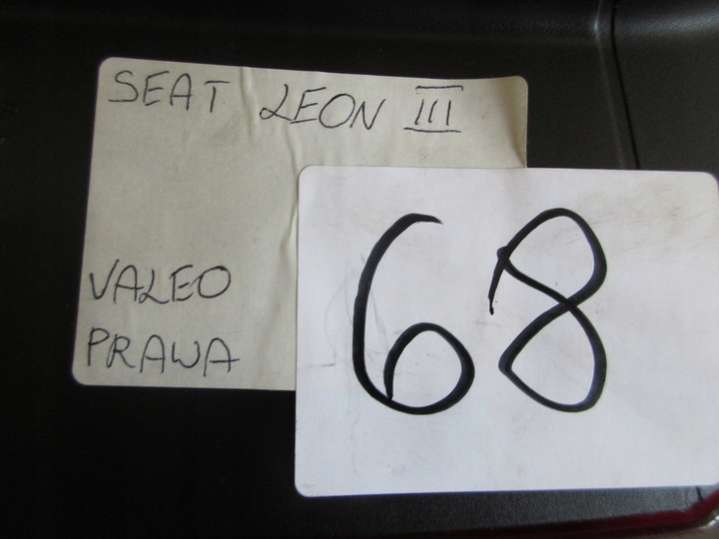 SEAT LEON III
VALEO
PRAWA
68